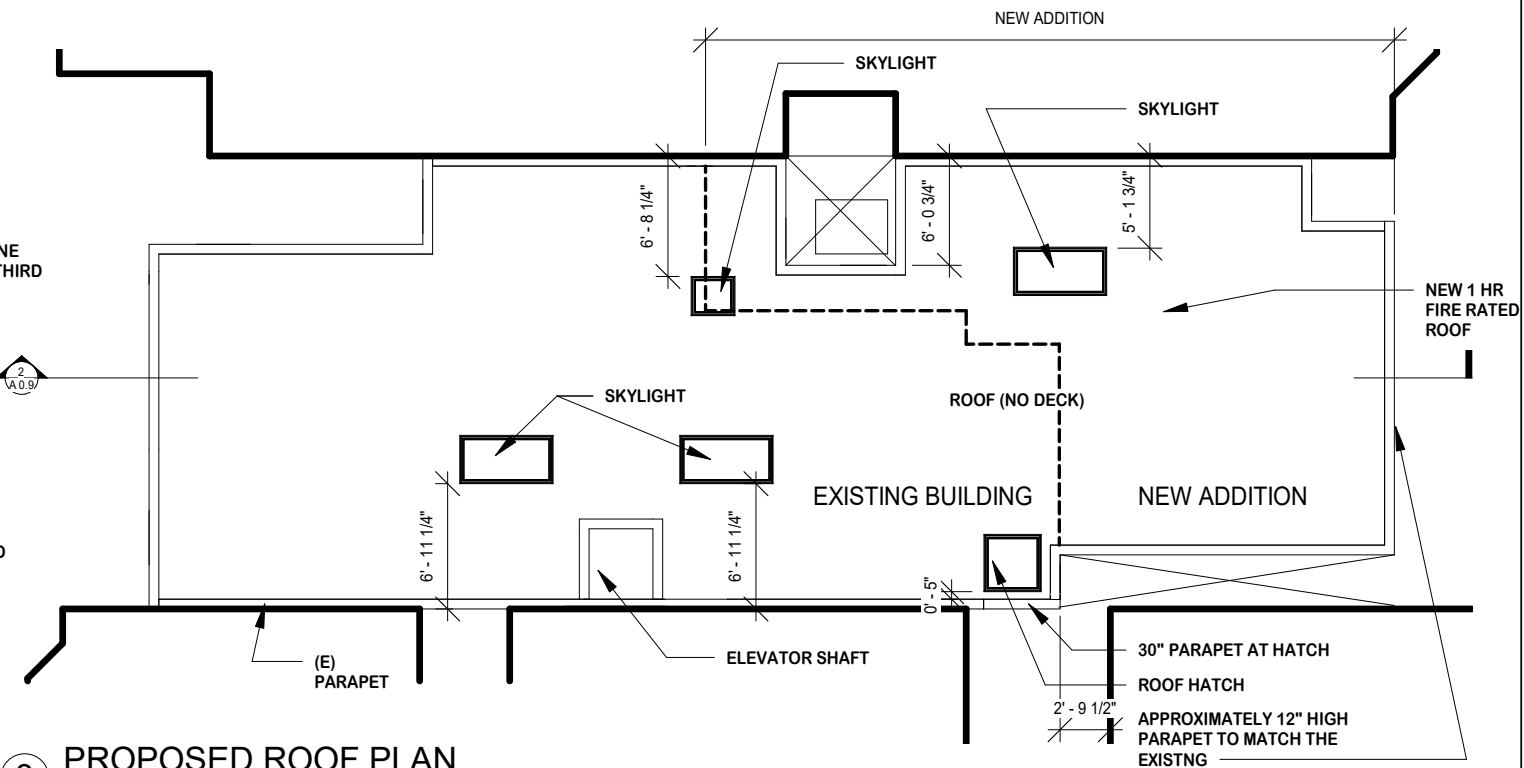 NEW ADDITION
SKYLIGHT
SKYLIGHT
6' - 8 1/4"
6' - 0 3/4"
5' - 1 3/4"
NE
THIRD
NEW 1 HR
FIRE RATED
ROOF
2
A 0.9
SKYLIGHT
ROOF (NO DECK)
EXISTING BUILDING
NEW ADDITION
6' - 11 1/4"
6' - 11 1/4"
0' - 5"
(E)
PARAPET
ELEVATOR SHAFT
30" PARAPET AT HATCH
ROOF HATCH
2' - 9 1/2"
APPROXIMATELY 12" HIGH
PARAPET TO MATCH THE
EXISTNG
PROPOSED ROOF PLAN